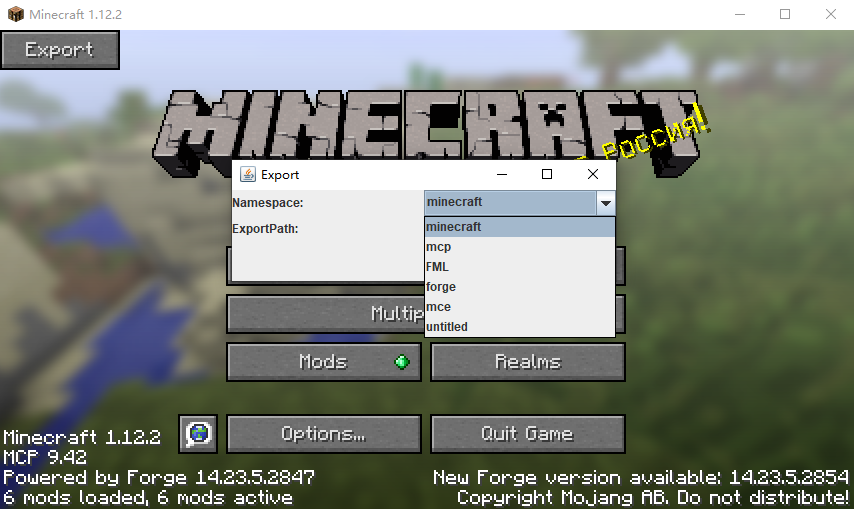 Minecraft 1.12.2
Export
MINECRAFT
РОССИЯ!
Export
Namespace:
minecraft
ExportPath:
minecraft
mcp
FML
forge
mce
untitled
Mods
Realms
Options...
Quit Game
Minecraft 1.12.2
MCP 9.42
Powered by Forge 14.23.5.2847
6 mods loaded, 6 mods active
New Forge version available: 14.23.5.2854
Copyright Mojang AB. Do not distribute!